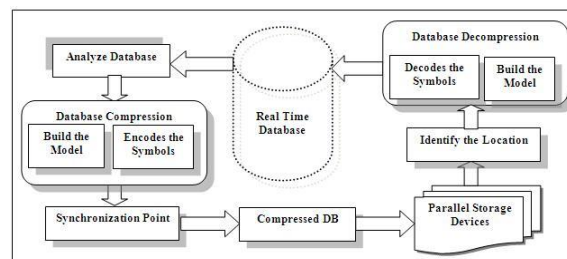 Analyze Database
Database Compression
Build the
Model
Encodes the
Symbols
Synchronization Point
Real Time
Database
Compressed DB
Database Decompression
Decodes the
Symbols
Build the
Model
Identify the Location
Parallel Storage
Devices